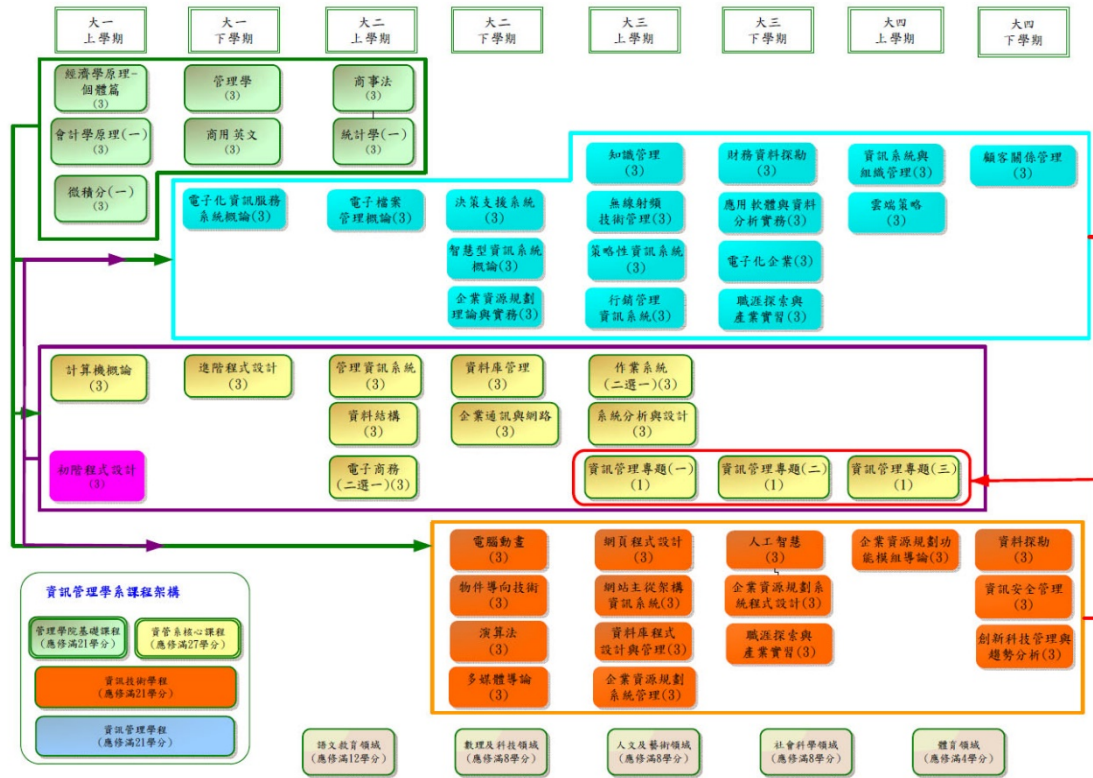 大一
上學期
大一
下學期
大二
上學期
大二
下學期
大三
上學期
大三
下學期
大四
上學期
大四
下學期
經濟學原理-
個體篇
(3)
管理學
(3)
商事法
(3)
會計學原理(一)
(3)
商用英文
(3)
統計學(一)
(3)
微積分(一)
(3)
電子化資訊服務
系統概論(3)
電子檔案
管理概論(3)
決策支援系統
(3)
智慧型資訊系統
概論(3)
企業資源規劃
理論與實務(3)
知識管理
(3)
無線射頻
技術管理(3)
策略性資訊系統
(3)
行銷管理
資訊系統(3)
財務資料探勘
(3)
應用軟體與資料
分析實務(3)
電子化企業(3)
職涯探索與
產業實習(3)
資訊系統與
組織管理(3)
雲端策略
(3)
顧客關係管理
(3)
計算機概論
(3)
進階程式設計
(3)
管理資訊系統
(3)
資料庫管理
(3)
作業系統
(二選一)(3)
資料結構
(3)
企業通訊與網路
(3)
系統分析與設計
(3)
初階程式設計
(3)
電子商務
(二選一)(3)
資訊管理專題(一)
(1)
資訊管理專題(二)
(1)
資訊管理專題(三)
(1)
電腦動畫
(3)
物件導向技術
(3)
演算法
(3)
多媒體導論
(3)
網頁程式設計
(3)
網站主從架構
資訊系統(3)
資料庫程式
設計與管理(3)
企業資源規劃
系統管理(3)
人工智慧
(3)
企業資源規劃系
統程式設計(3)
職涯探索與
產業實習(3)
企業資源規劃功
能模組導論(3)
資料探勘
(3)
資訊安全管理
(3)
創新科技管理與
趨勢分析(3)
資訊管理學系課程架構
管理學院基礎課程
(應修滿21學分)
資管系核心課程
(應修滿27學分)
資訊技術學程
(應修滿21學分)
資訊管理學程
(應修滿21學分)
語文教育領域
(應修滿12學分)
數理及科技領域
(應修滿8學分)
人文及藝術領域
(應修滿8學分)
社會科學領域
(應修滿8學分)
體育領域
(應修滿4學分)